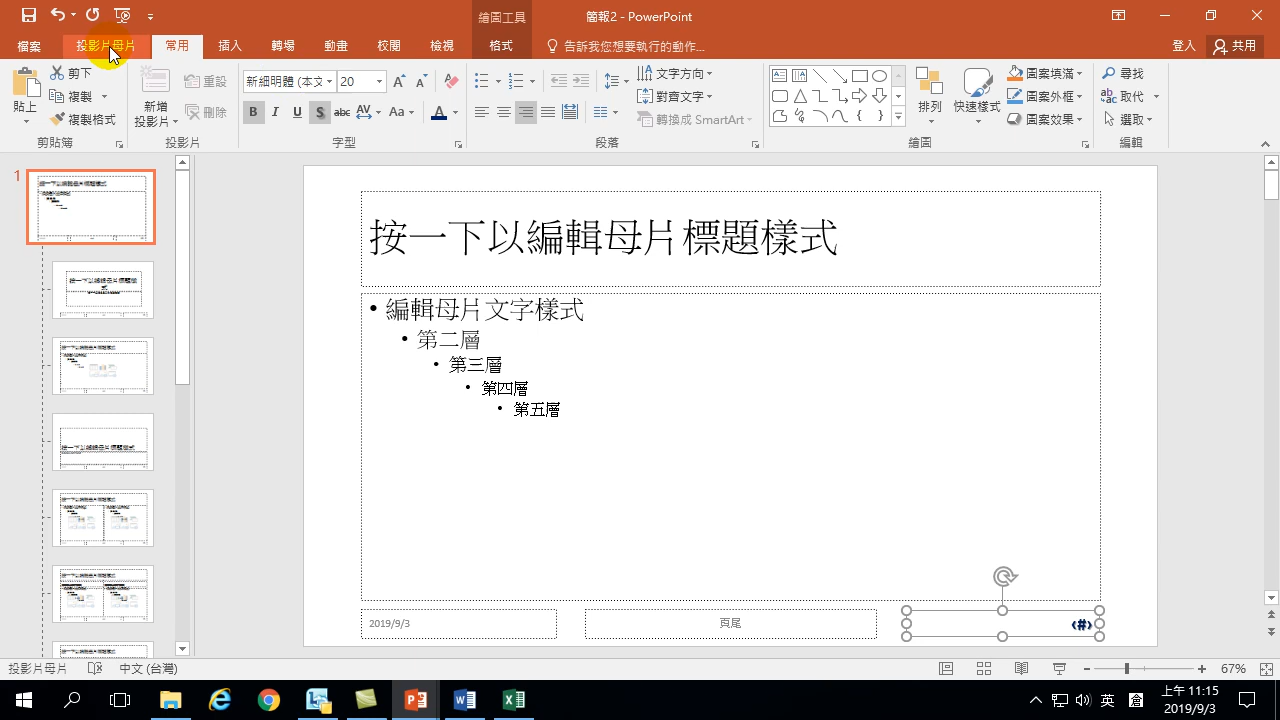 繪圖工具
簡報2 - PowerPoint
檔案
投影片母片
常用
插入
轉場
動畫
校閱
檢視
格式
告訴我您想要執行的動作...
登入
共用
貼上
剪下
複製
複製格式
剪貼簿
新增
投影片
重設
刪除
投影片
新細明體 (本文)
20
B I U S abc AV Aa A
字型
文字方向
對齊文字
轉換成 SmartArt
段落
排列
快速樣式
圖案填滿
圖案外框
圖案效果
繪圖
尋找
取代
選取
編輯
1
按一下以編輯母片標題樣式
• 編輯母片文字樣式
• 第二層
• 第三層
• 第四層
• 第五層
2019/9/3
頁尾
‹#›
投影片母片
中文 (台灣)
67%
英
上午 11:15
2019/9/3